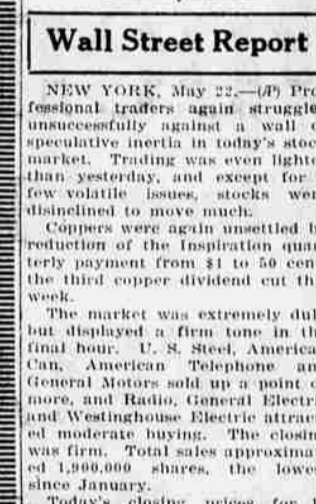 Wall Street Report
NEW YORK, May 22.—(AP) Pro
fessional traders again struggle
unsuccessfully against a wall o
speculative inertia in today's stoc
market. Trading was even lighte
than yesterday, and except for
few volatile issues, stocks wer
disinclined to move much.
Coppers were again unsettled b
reduction of the Inspiration quar
terly payment from $1 to 50 cen
the third copper dividend cut th
week.
The market was extremely dul
but displayed a firm tone in th
final hour. U. S. Steel, America
Can, American Telephone an
General Motors sold up a point o
more, and Radio, General Electri
and Westinghouse Electric attrac
ed moderate buying. The closin
was firm. Total sales approximat
ed 1,900,000 shares, the lowe
since January.
Today's closing prices for